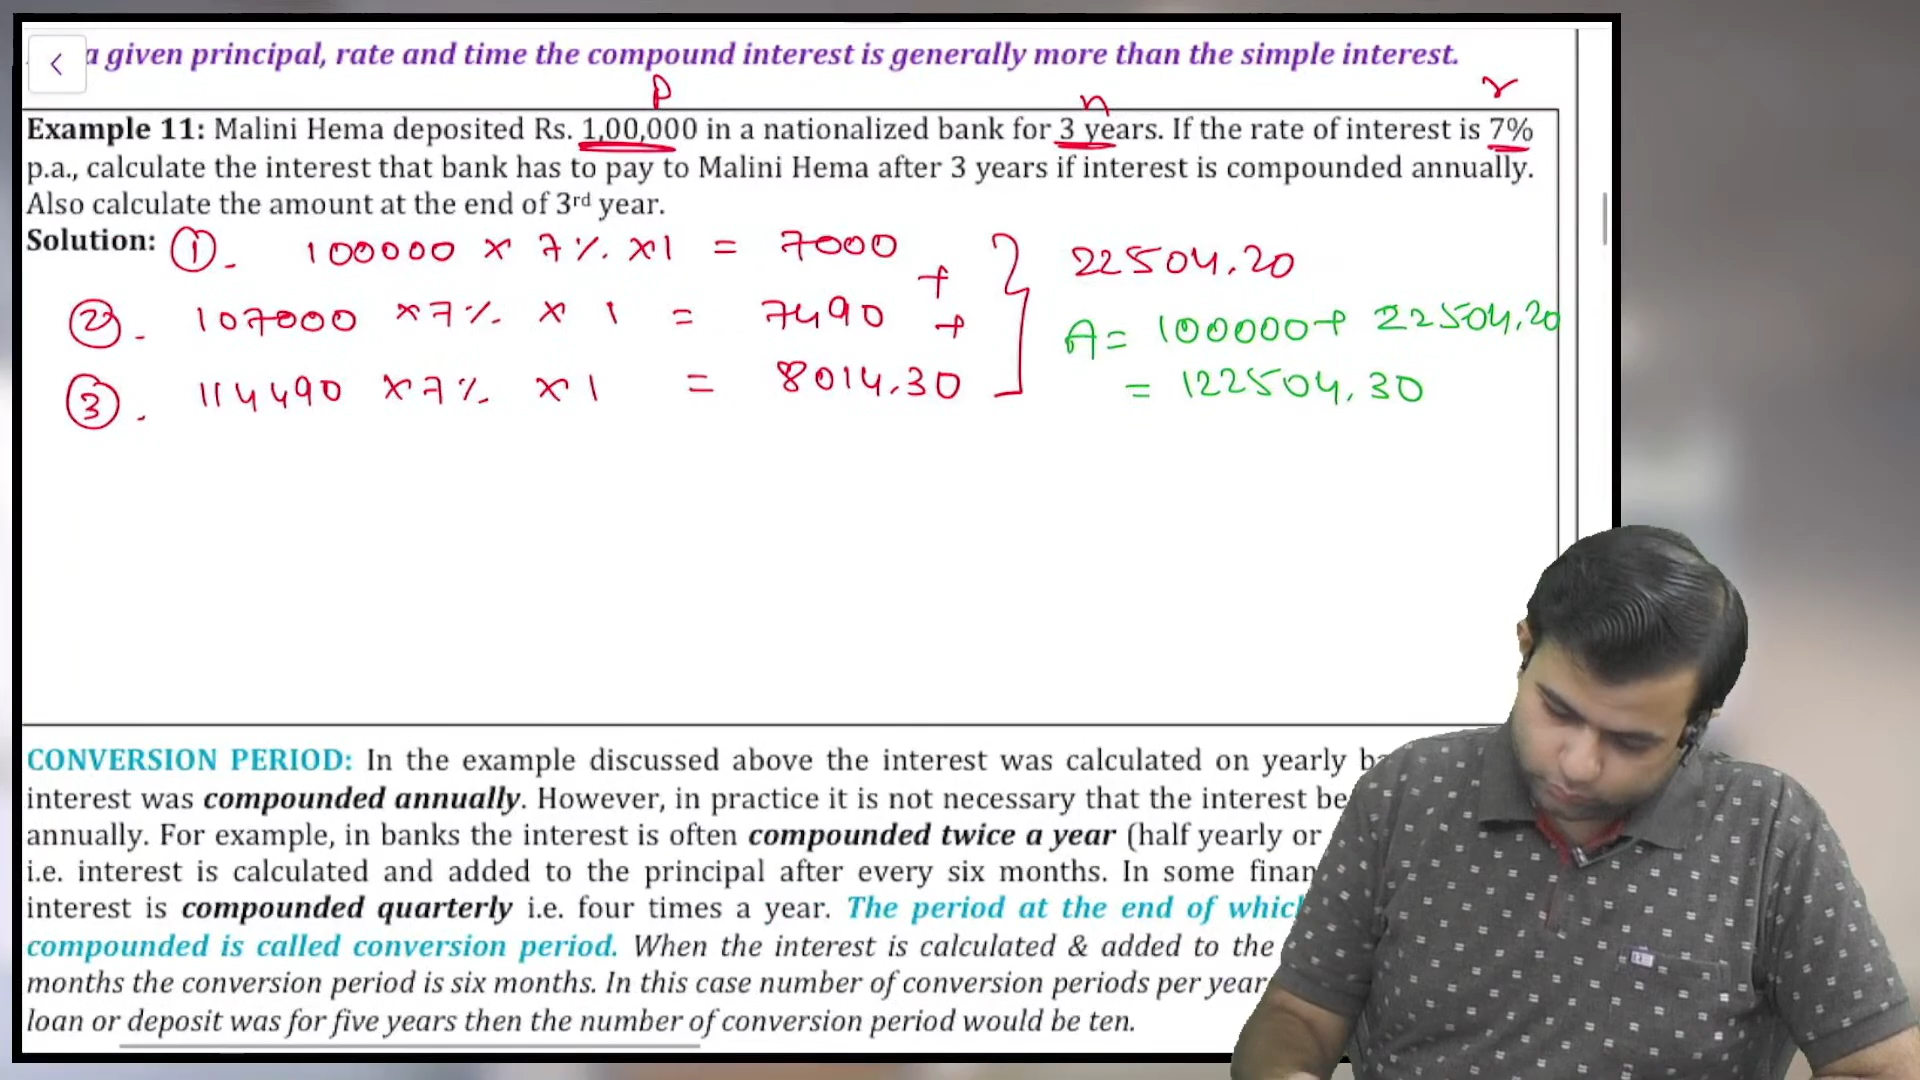 a given principal, rate and time the compound interest is generally more than the simple interest.
P n r
Example 11: Malini Hema deposited Rs. 1,00,000 in a nationalized bank for 3 years. If the rate of interest is 7%
p.a., calculate the interest that bank has to pay to Malini Hema after 3 years if interest is compounded annually.
Also calculate the amount at the end of 3rd year.
Solution: ①. 100000 × 7%. ×1 = 7000 +
②. 107000 ×7% × 1 = 7490 +
③. 114490 ×7% × 1 = 8014.30
22504.20
A = 100000+ 22504.20
= 122504.30
CONVERSION PERIOD: In the example discussed above the interest was calculated on yearly
interest was compounded annually. However, in practice it is not necessary that the interest be
annually. For example, in banks the interest is often compounded twice a year (half yearly or
i.e. interest is calculated and added to the principal after every six months. In some
interest is compounded quarterly i.e. four times a year. The period at the end of
compounded is called conversion period. When the interest is calculated & added to the
months the conversion period is six months. In this case number of conversion periods per year
loan or deposit was for five years then the number of conversion period would be ten.